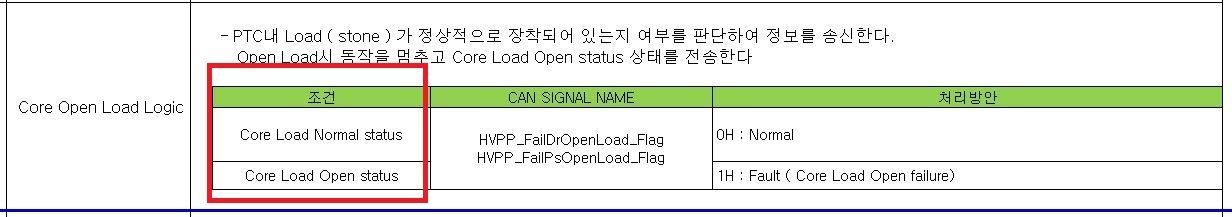 - PTC내 Load ( stone ) 가 정상적으로 장착되어 있는지 여부를 판단하여 정보를 송신한다.
Open Load시 동작을 멈추고 Core Load Open status 상태를 전송한다
Core Open Load Logic
조건
CAN SIGNAL NAME
처리방안
Core Load Normal status
HVPP_FailDrOpenLoad_Flag
HVPP_FailPsOpenLoad_Flag
0H : Normal
Core Load Open status
1H : Fault ( Core Load Open failure)